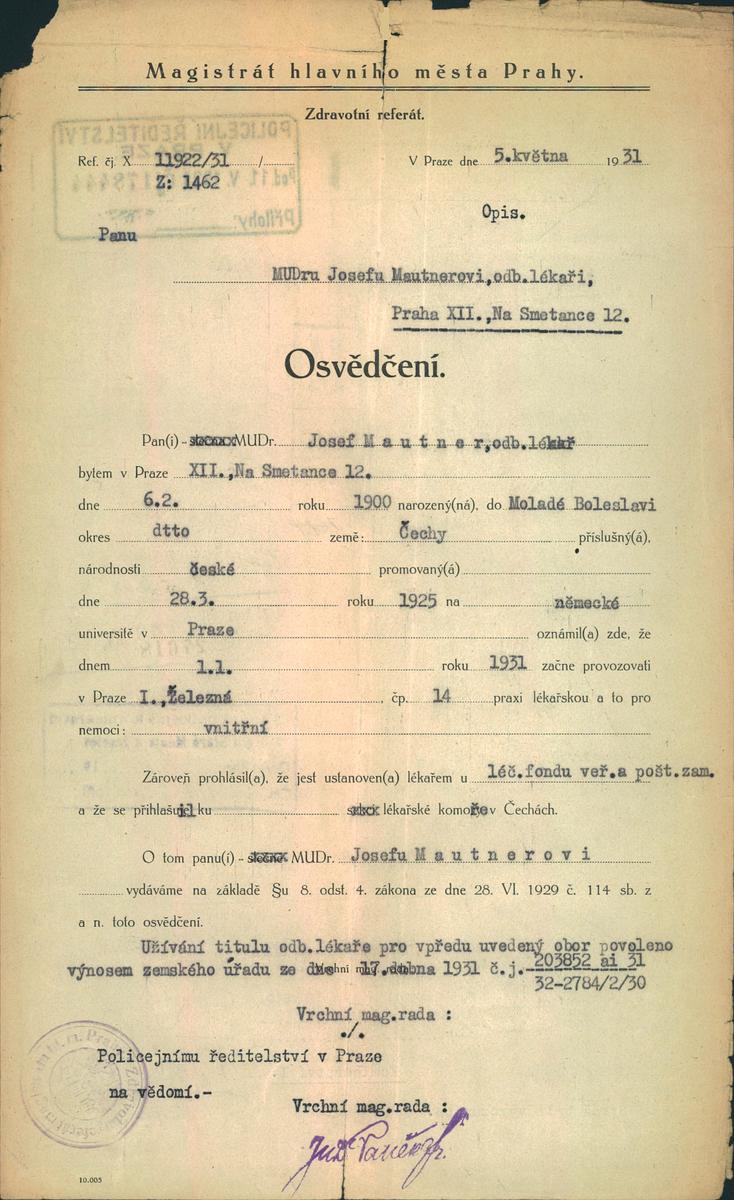 Magistrát hlavního města Prahy.
Zdravotní referát.
Ref. čj. X 11922/31 / V Praze dne 5.května 1931
Z: 1462
Opis.
Panu
MUDru Josefu Mautnerovi,odb.lékaři,
Praha XII.,Na Smetance 12.
Osvědčení.
Pan(i) - MUDr. Josef M a u t n e r,odb.lékař
bytem v Praze XII.,Na Smetance 12.
dne 6.2. roku 1900 narozený(ná), do Moladé Boleslavi
okres dtto země: Čechy příslušný(á),
národnosti české promovaný(á)
dne 28.3. roku 1925 na německé
universitě v Praze oznámil(a) zde, že
dnem 1.1. roku 1931 začne provozovati
v Praze I.,Železná, čp. 14 praxi lékařskou a to pro
nemoci: vnitřní
Zároveň prohlásil(a), že jest ustanoven(a) lékařem u léč.fondu veř.a pošt.zam.
a že se přihlásil ku lékařské komoře v Čechách.
O tom panu(í) - slečně MUDr. Josefu M a u t n e r o v i
vydáváme na základě §u 8. odst. 4. zákona ze dne 28. VI. 1929 č. 114 sb. z
a n. toto osvědčení.
Užívání titulu odb.lékaře pro vpředu uvedený obor povoleno
výnosem zemského úřadu ze dne 17.dubna 1931 č.j.-203852 ai 31
32-2784/2/30
Vrchní mag.rada :
./.
Policejnímu ředitelství v Praze
na vědomí.-
Vrchní mag.rada :
10.005